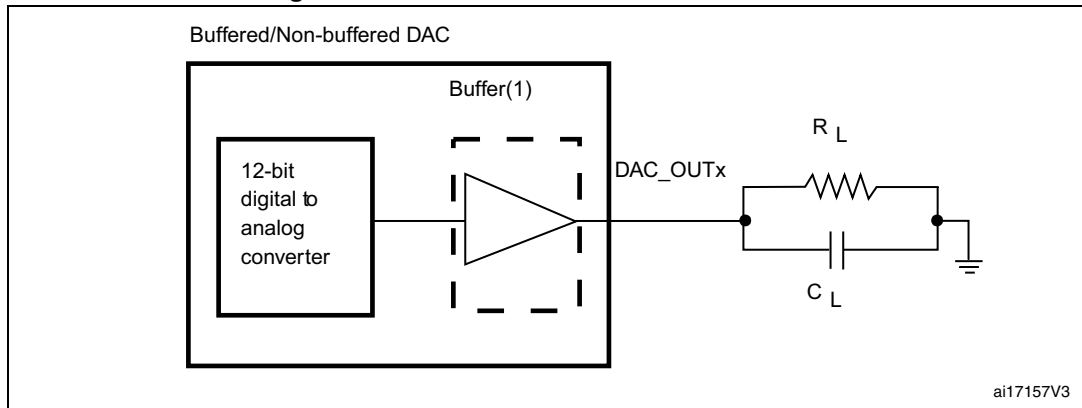 Buffered/Non-buffered DAC
Buffer(1)
12-bit
digital to
analog
converter
DAC_OUTx
R L
C L
ai17157V3